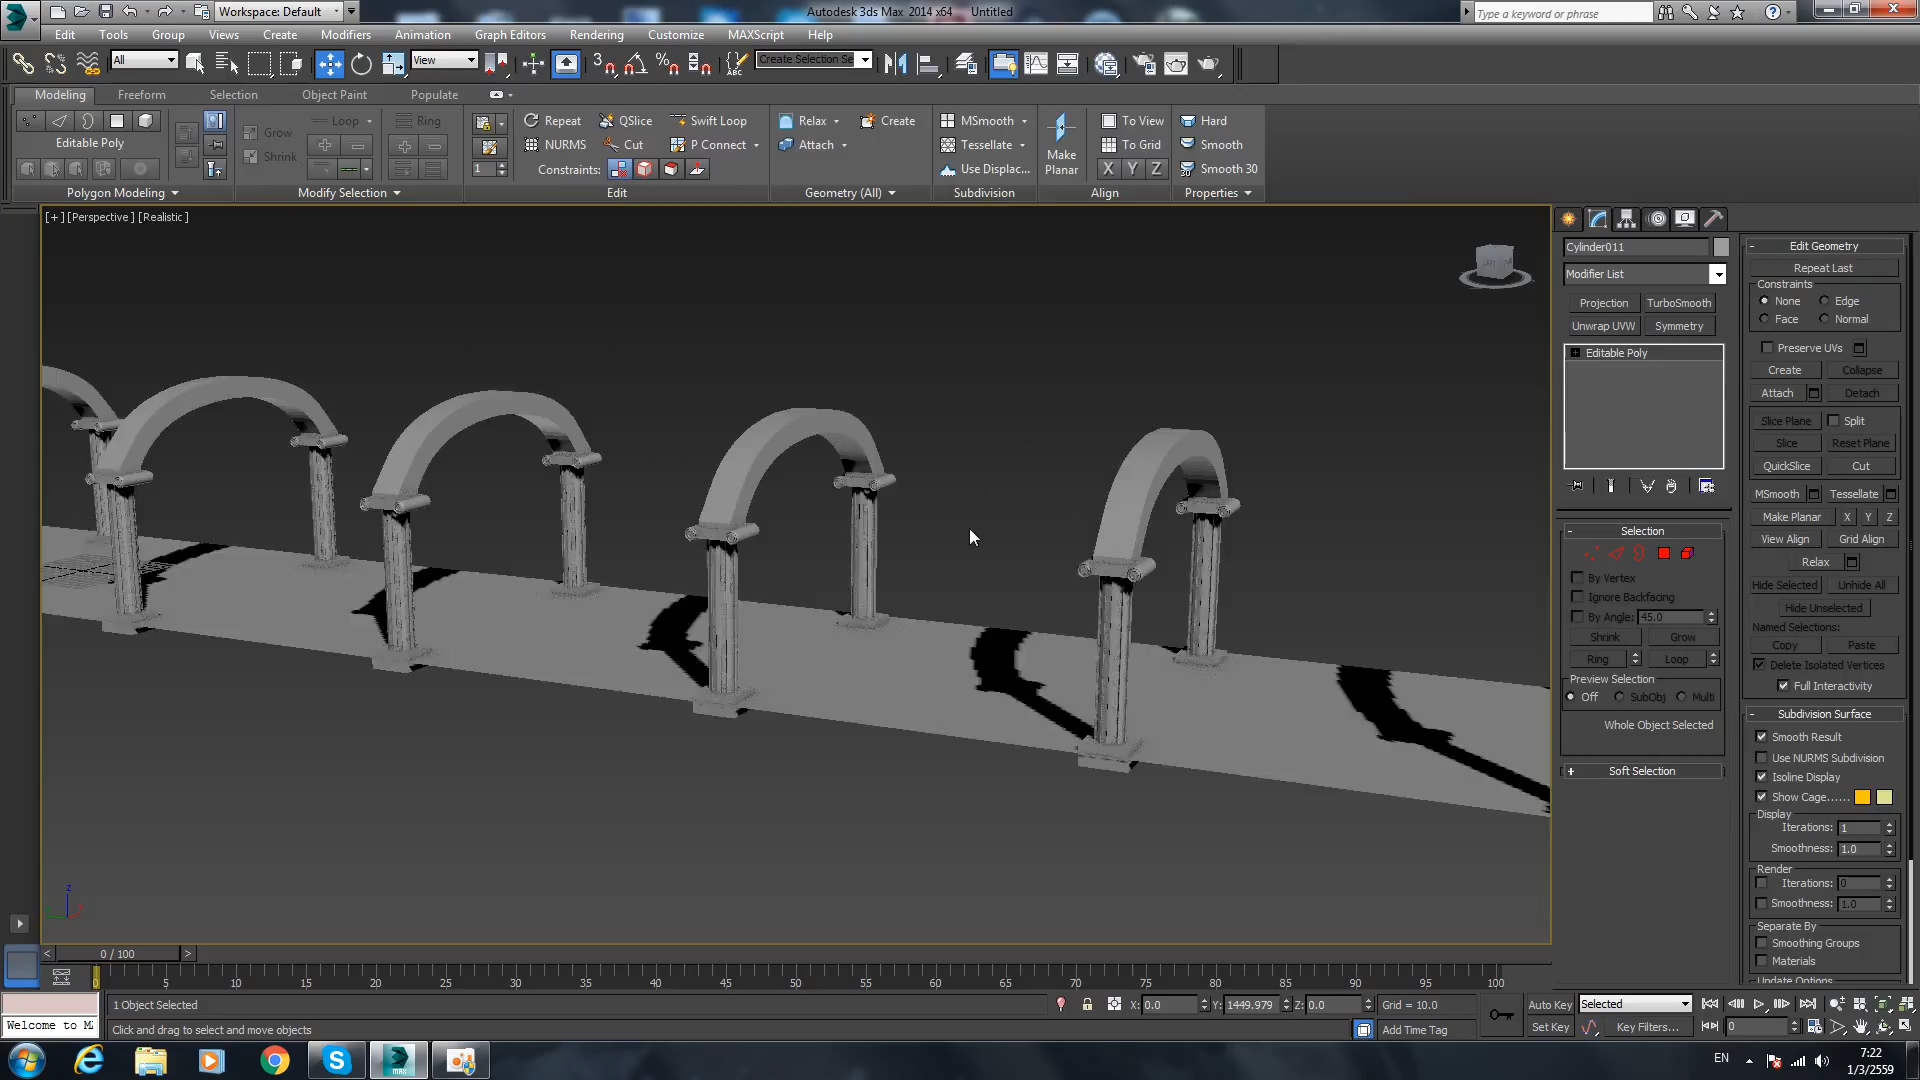 Workspace: Default
Autodesk 3ds Max 2014 x64 Untitled
Type a keyword or phrase
Edit Tools Group Views Create Modifiers Animation Graph Editors Rendering Customize MAXScript Help
All
View
Create Selection Se
Modeling Freeform Selection Object Paint Populate
Loop Ring
Grow
Shrink
Edit
Editable Poly
Repeat QSlice Swift Loop
NURMS Cut P Connect
1 Constraints:
Relax Create
Attach
MSmooth
Tessellate
Use Displac...
Make
Planar
To View
To Grid
X Y Z
Hard
Smooth
Smooth 30
Polygon Modeling Modify Selection Edit Geometry (All) Subdivision Align Properties
[+] [Perspective] [Realistic]
Cylinder011
Modifier List
Projection TurboSmooth
Unwrap UVW Symmetry
Editable Poly
Selection
By Vertex
Ignore Backfacing
By Angle: 45.0
Shrink Grow
Ring Loop
Preview Selection
Off SubObj Multi
Whole Object Selected
Soft Selection
Edit Geometry
Repeat Last
Constraints
None Edge
Face Normal
Preserve UVs
Create Collapse
Attach Detach
Slice Plane Split
Slice Reset Plane
QuickSlice Cut
MSmooth Tessellate
Make Planar X Y Z
View Align Grid Align
Relax
Hide Selected Unhide All
Hide Unselected
Named Selections:
Copy Paste
Delete Isolated Vertices
Full Interactivity
Subdivision Surface
Smooth Result
Use NURMS Subdivision
Isoline Display
Show Cage......
Display
Iterations: 1
Smoothness: 1.0
Render
Iterations: 0
Smoothness: 1.0
Separate By
Smoothing Groups
Materials
Update Options
z
< 0 / 100 >
0 5 10 15 20 25 30 35 40 45 50 55 60 65 70 75 80 85 90 95 100
1 Object Selected
X: 0.0 Y: 1449.979 Z: 0.0 Grid = 10.0
Auto Key Selected
Welcome to MA
Click and drag to select and move objects
Add Time Tag
Set Key Key Filters... 0
EN
7:22
1/3/2559